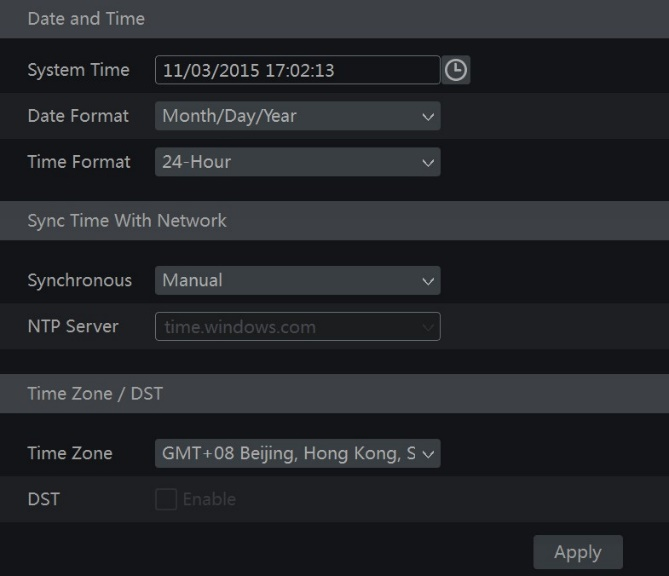 Date and Time
System Time 11/03/2015 17:02:13
Date Format Month/Day/Year
Time Format 24-Hour
Sync Time With Network
Synchronous Manual
NTP Server time.windows.com
Time Zone / DST
Time Zone GMT+08 Beijing, Hong Kong, S
DST Enable
Apply